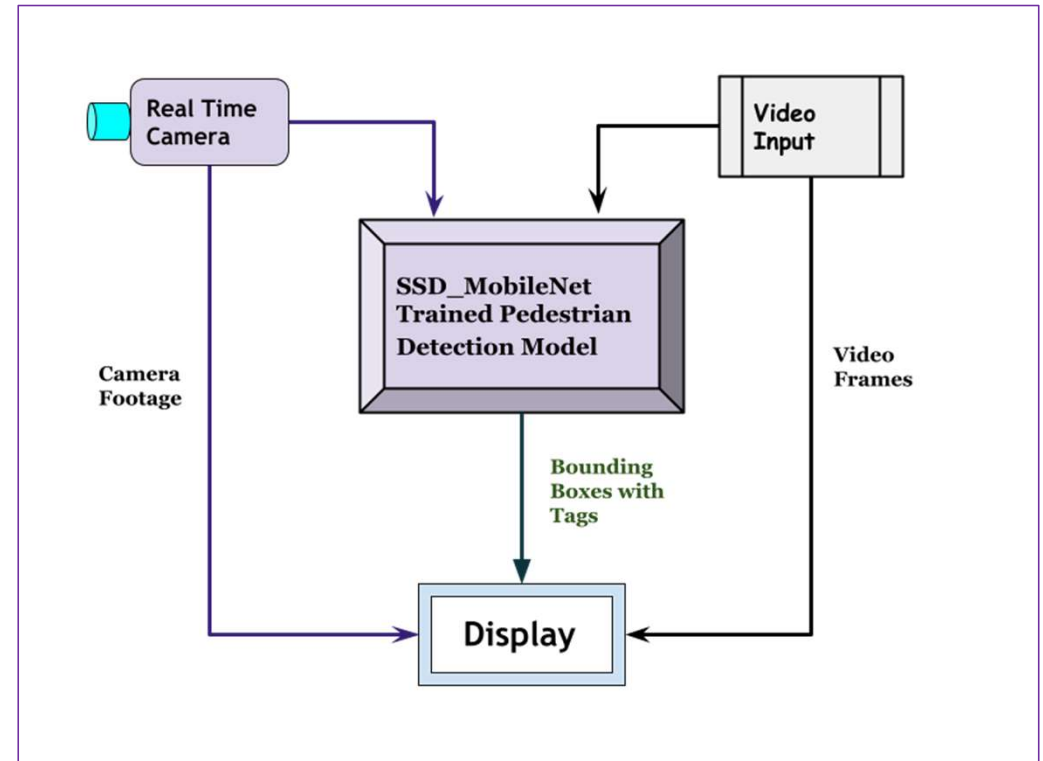 Real Time
Camera
Video
Input
SSD_MobileNet
Trained Pedestrian
Detection Model
Camera
Footage
Video
Frames
Bounding
Boxes with
Tags
Display